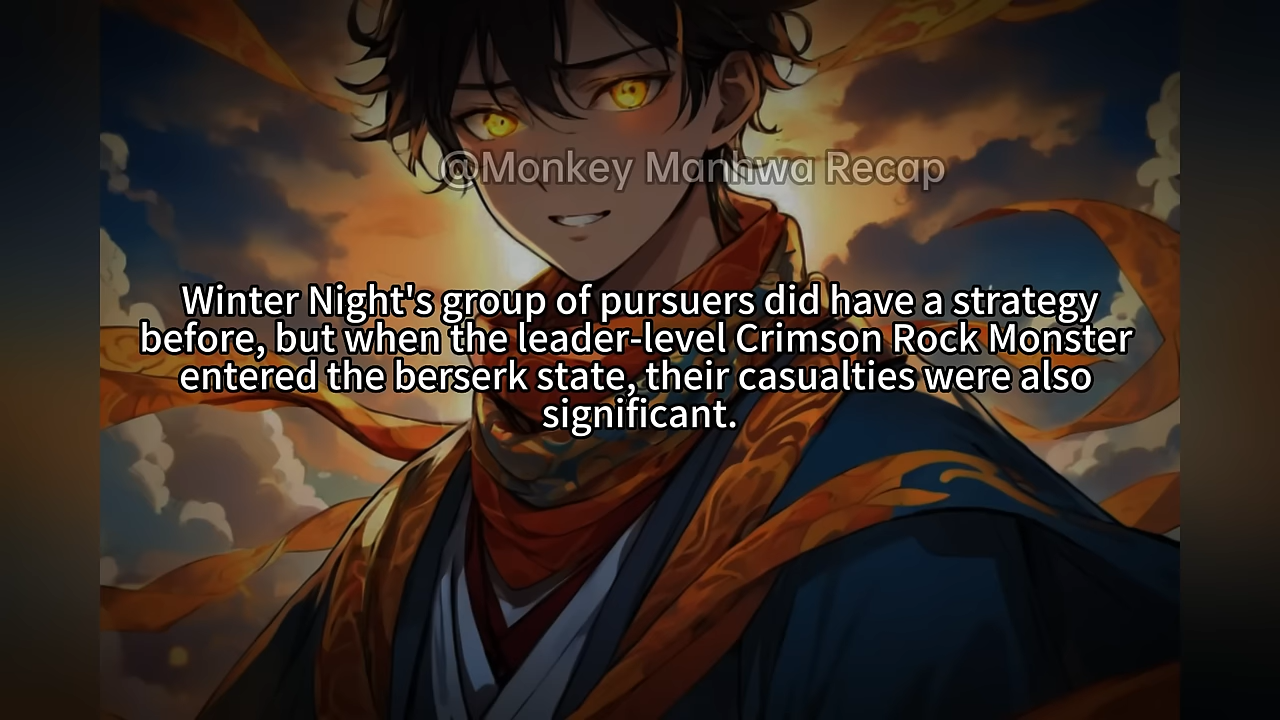 @Monkey Manhwa Recap
Winter Night's group of pursuers did have a strategy
before, but when the leader-level Crimson Rock Monster
entered the berserk state, their casualties were also
significant.